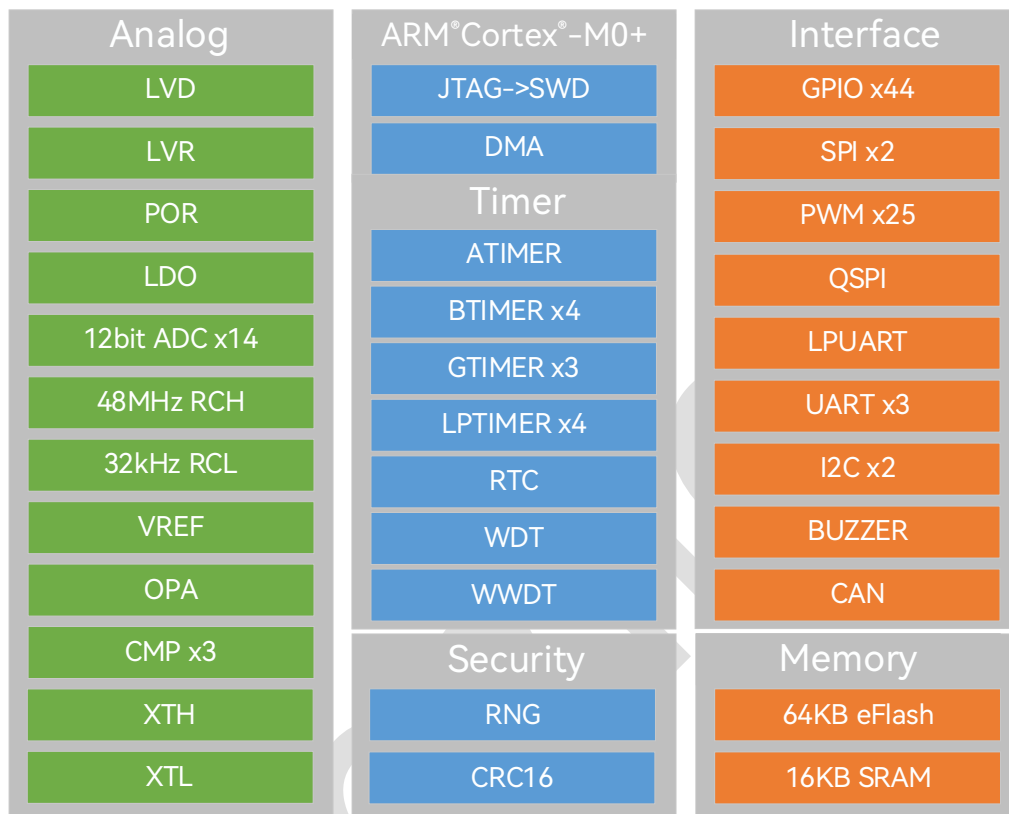 Analog
LVD
LVR
POR
LDO
12bit ADC x14
48MHz RCH
32kHz RCL
VREF
OPA
CMP x3
XTH
XTL
ARM®Cortex®-M0+
JTAG->SWD
DMA
Timer
ATIMER
BTIMER x4
GTIMER x3
LPTIMER x4
RTC
WDT
WWDT
Security
RNG
CRC16
Interface
GPIO x44
SPI x2
PWM x25
QSPI
LPUART
UART x3
I2C x2
BUZZER
CAN
Memory
64KB eFlash
16KB SRAM